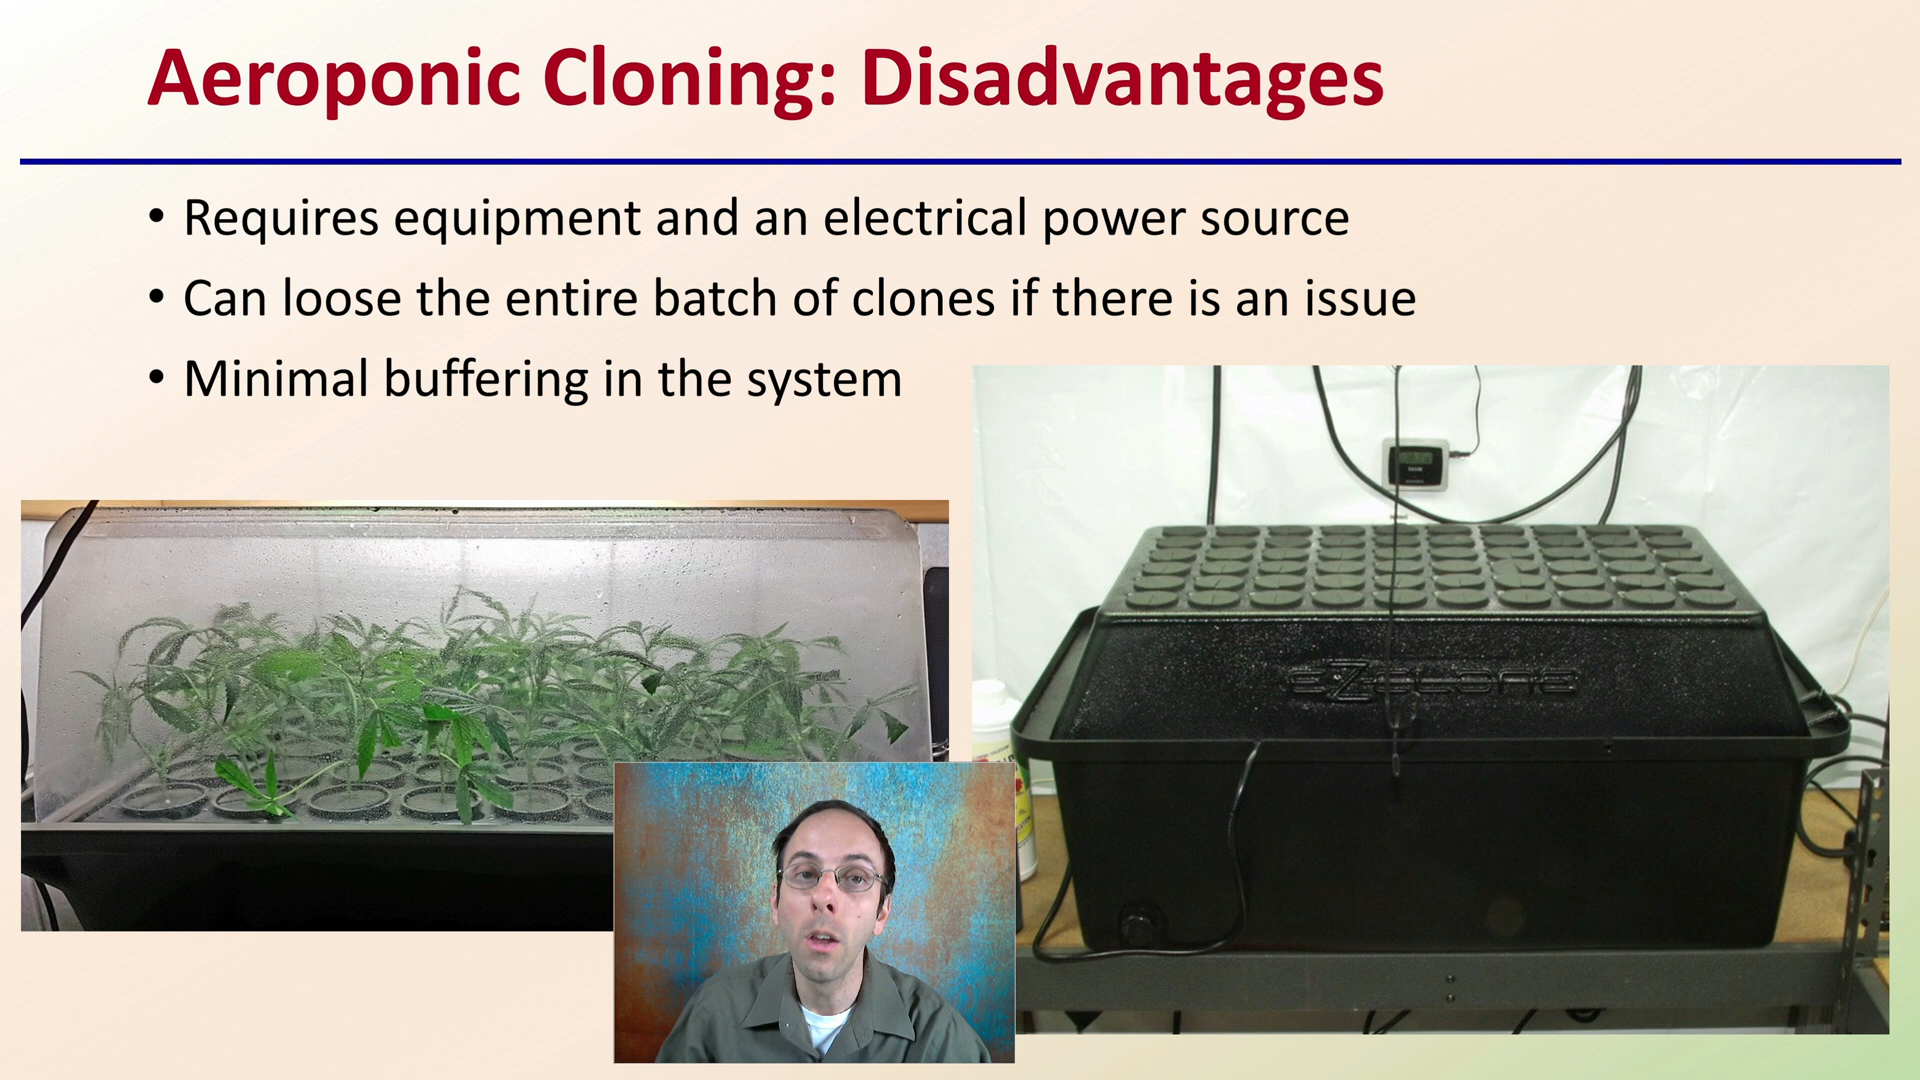 Aeroponic Cloning: Disadvantages
• Requires equipment and an electrical power source
• Can loose the entire batch of clones if there is an issue
• Minimal buffering in the system
eZCLONE